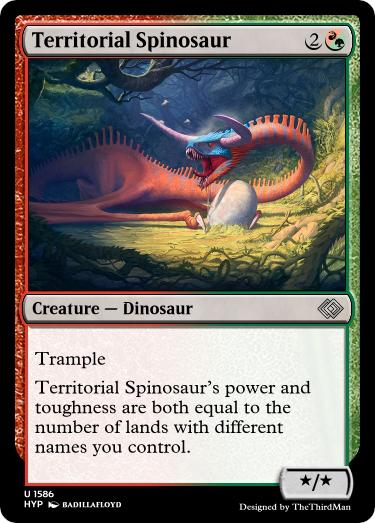 Territorial Spinosaur 2
Creature — Dinosaur
Trample
Territorial Spinosaur's power and
toughness are both equal to the
number of lands with different
names you control.
★/★
U 1586
HYP BADILLAFLOYD
Designed by TheThirdMan